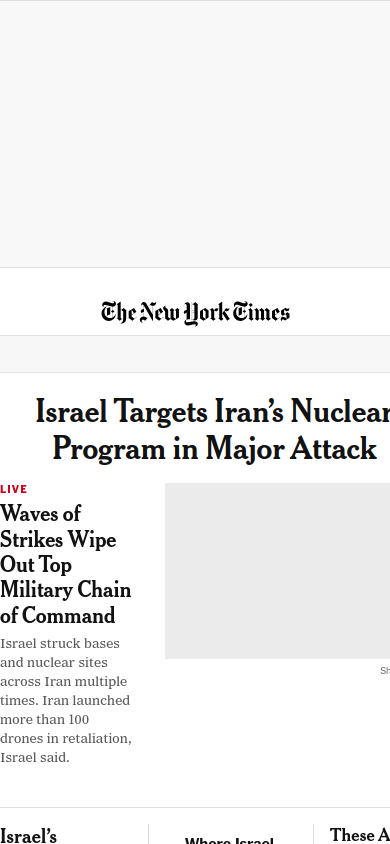 The New York Times
Israel Targets Iran's Nuclear
Program in Major Attack
LIVE
Waves of
Strikes Wipe
Out Top
Military Chain
of Command
Israel struck bases
and nuclear sites
across Iran multiple
times. Iran launched
more than 100
drones in retaliation,
Israel said.
Sh
Israel's
Where Israel
These A